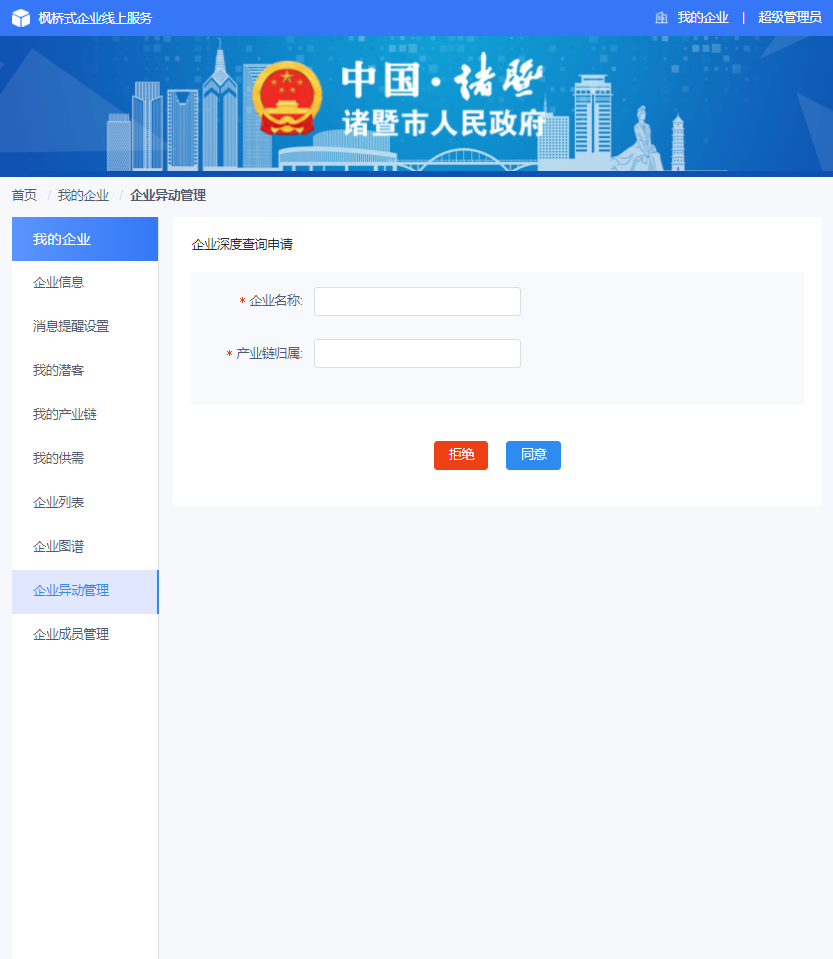 枫桥式企业线上服务
我的企业 | 超级管理员
中国·诸暨
诸暨市人民政府
首页 / 我的企业 / 企业异动管理
我的企业
企业信息
消息提醒设置
我的潜客
我的产业链
我的供需
企业列表
企业图谱
企业异动管理
企业成员管理
企业深度查询申请
* 企业名称:
* 产业链归属:
拒绝
同意